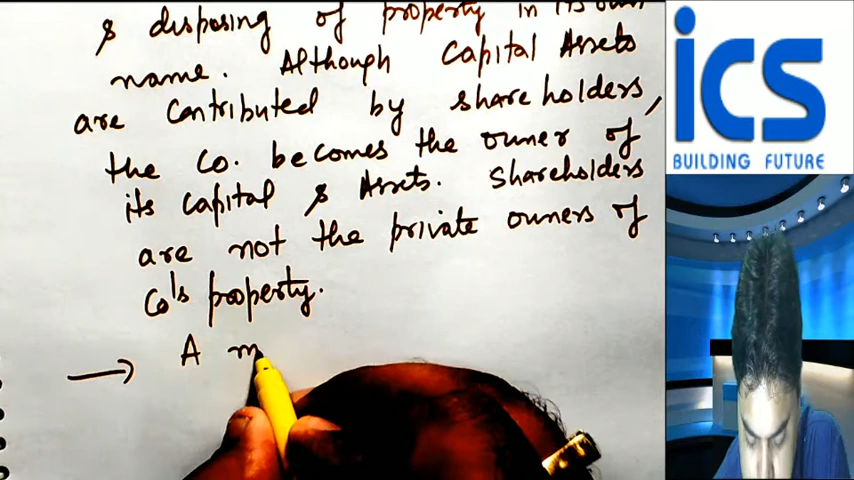 & disposing of property in its own
name. Although Capital Assets
are contributed by shareholders,
the Co. becomes the owner of
its capital & Assets. Shareholders
are not the private owners of
Co's property.
→ A m
iCS
BUILDING FUTURE